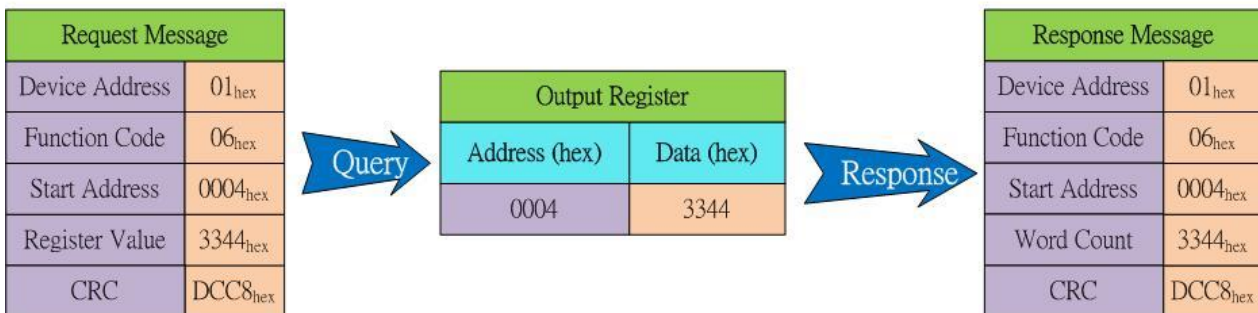 Request Message
Device Address 01hex
Function Code 06hex
Start Address 0004hex
Register Value 3344hex
CRC DCC8hex
Query
Output Register
Address (hex) Data (hex)
0004 3344
Response
Response Message
Device Address 01hex
Function Code 06hex
Start Address 0004hex
Word Count 3344hex
CRC DCC8hex